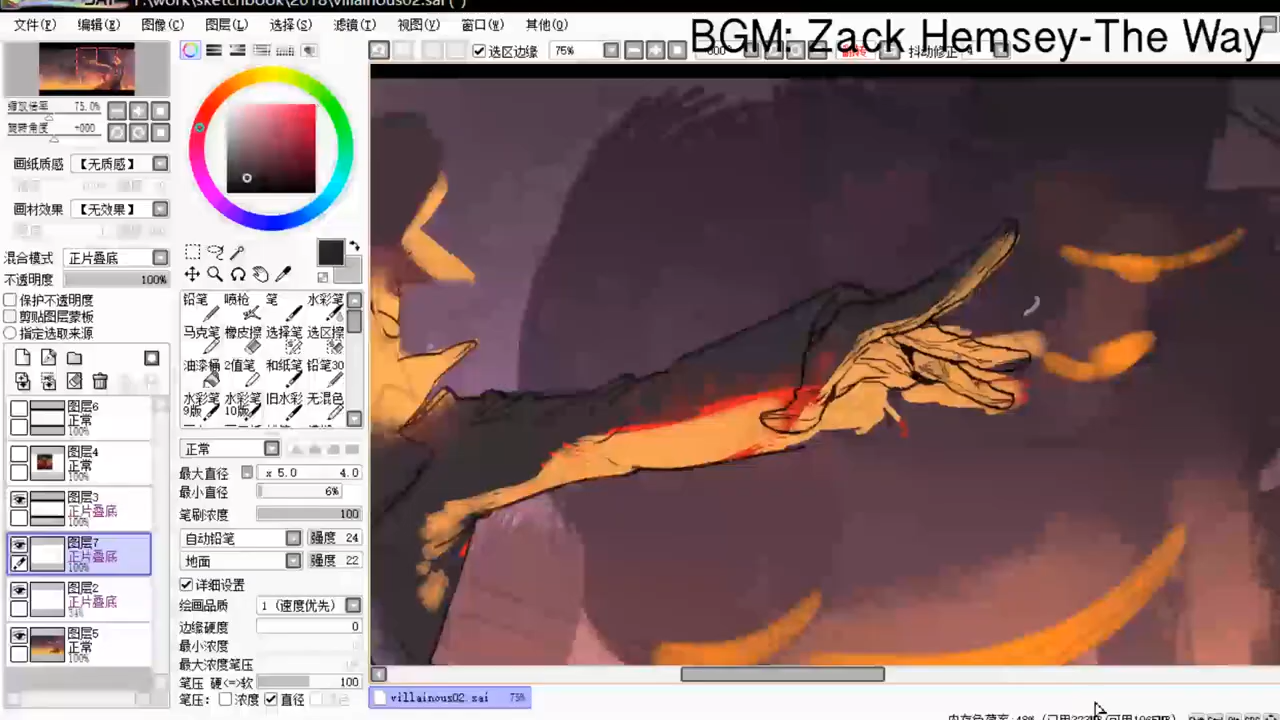 T:\work\sketchbook\2018\villainous02.sai (*)
文件(F) 编辑(E) 图像(C) 图层(L) 选择(S) 滤镜(T) 视图(V) 窗口(W) 其他(O)
BGM: Zack Hemsey-The Way
选区边缘 75% 翻转 抖动修正
缩放倍率 75.0%
旋转角度 +000
画纸质感 【无质感】
画材效果 【无效果】
混合模式 正片叠底
不透明度 100%
保护不透明度
剪贴图层蒙板
指定选取来源
图层6
正常
100%
图层4
正常
100%
图层3
正片叠底
100%
图层7
正片叠底
100%
图层2
正片叠底
图层5
正常
100%
铅笔 喷枪 笔 水彩笔
马克笔 橡皮擦 选择笔 选区擦
油漆桶 2值笔 和纸笔 铅笔30
水彩笔 水彩笔 旧水彩 无混色
9版 10版
正常
最大直径 x 5.0 4.0
最小直径 6%
笔刷浓度 100
自动铅笔 强度 24
地面 强度 22
详细设置
绘画品质 1 (速度优先)
边缘硬度 0
最小浓度
最大浓度笔压
笔压 硬<=>软 100
笔压: 浓度 直径
villainous02.sai 75%